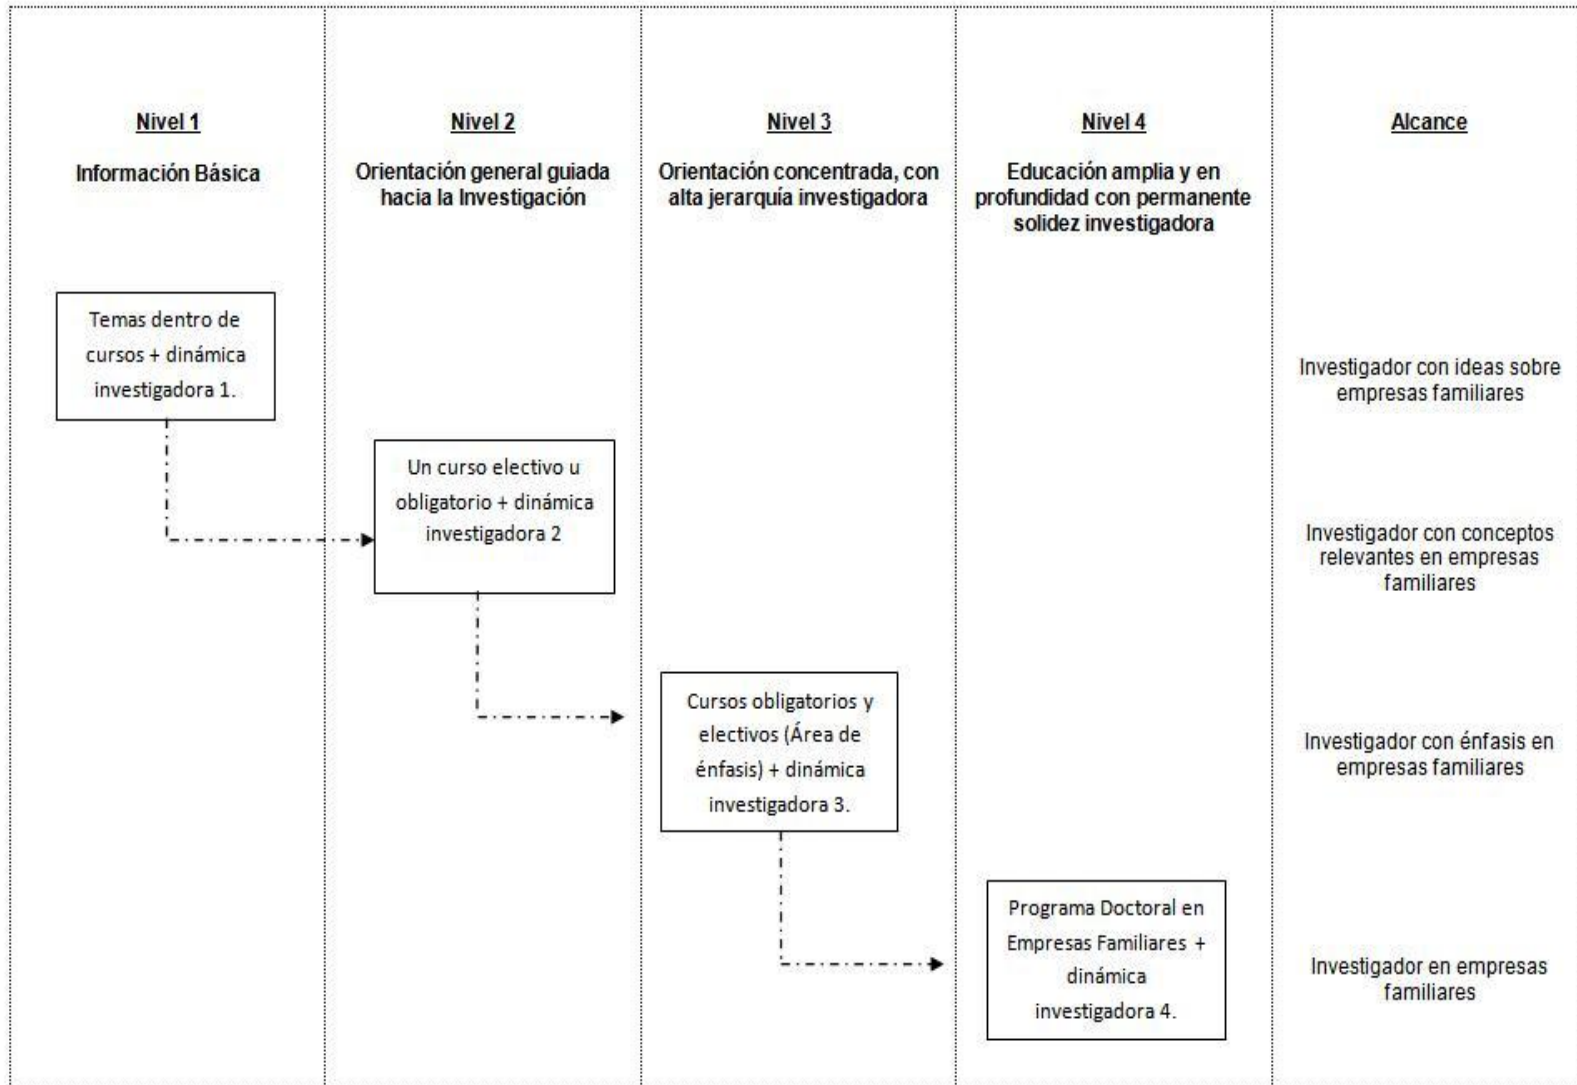 Nivel 1
Información Básica
Nivel 2
Orientación general guiada
hacia la Investigación
Nivel 3
Orientación concentrada, con
alta jerarquía investigadora
Nivel 4
Educación amplia y en
profundidad con permanente
solidez investigadora
Alcance
Temas dentro de
cursos + dinámica
investigadora 1.
Investigador con ideas sobre
empresas familiares
Un curso electivo u
obligatorio + dinámica
investigadora 2
Investigador con conceptos
relevantes en empresas
familiares
Cursos obligatorios y
electivos (Área de
énfasis) + dinámica
investigadora 3.
Investigador con énfasis en
empresas familiares
Programa Doctoral en
Empresas Familiares +
dinámica
investigadora 4.
Investigador en empresas
familiares